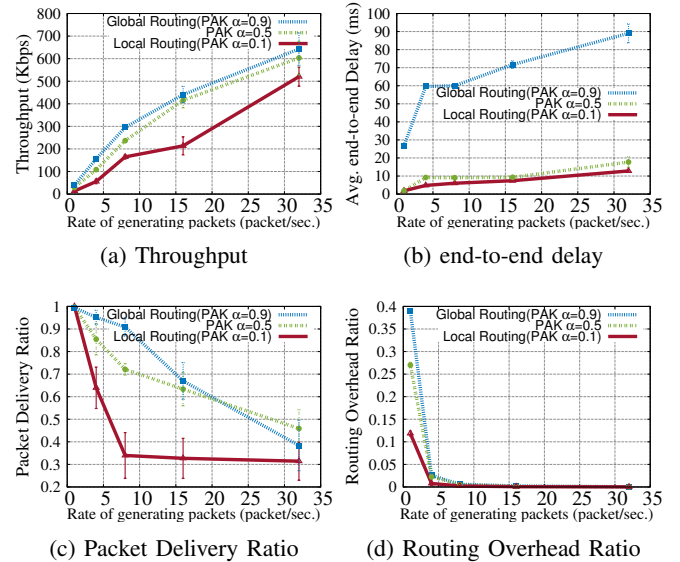 Throughput (Kbps)
800
700
600
500
400
300
200
100
0
Global Routing(PAK α=0.9)
PAK α=0.5
Local Routing(PAK α=0.1)
0 5 10 15 20 25 30 35
Rate of generating packets (packet/sec.)
(a) Throughput
Avg. end-to-end Delay (ms)
100
90
80
70
60
50
40
30
20
10
0
Global Routing(PAK α=0.9)
PAK α=0.5
Local Routing(PAK α=0.1)
0 5 10 15 20 25 30 35
Rate of generating packets (packet/sec.)
(b) end-to-end delay
Packet Delivery Ratio
1
0.9
0.8
0.7
0.6
0.5
0.4
0.3
0.2
Global Routing(PAK α=0.9)
PAK α=0.5
Local Routing(PAK α=0.1)
0 5 10 15 20 25 30 35
Rate of generating packets (packet/sec.)
(c) Packet Delivery Ratio
Routing Overhead Ratio
0.4
0.35
0.3
0.25
0.2
0.15
0.1
0.05
0
Global Routing(PAK α=0.9)
PAK α=0.5
Local Routing(PAK α=0.1)
0 5 10 15 20 25 30 35
Rate of generating packets (packet/sec.)
(d) Routing Overhead Ratio